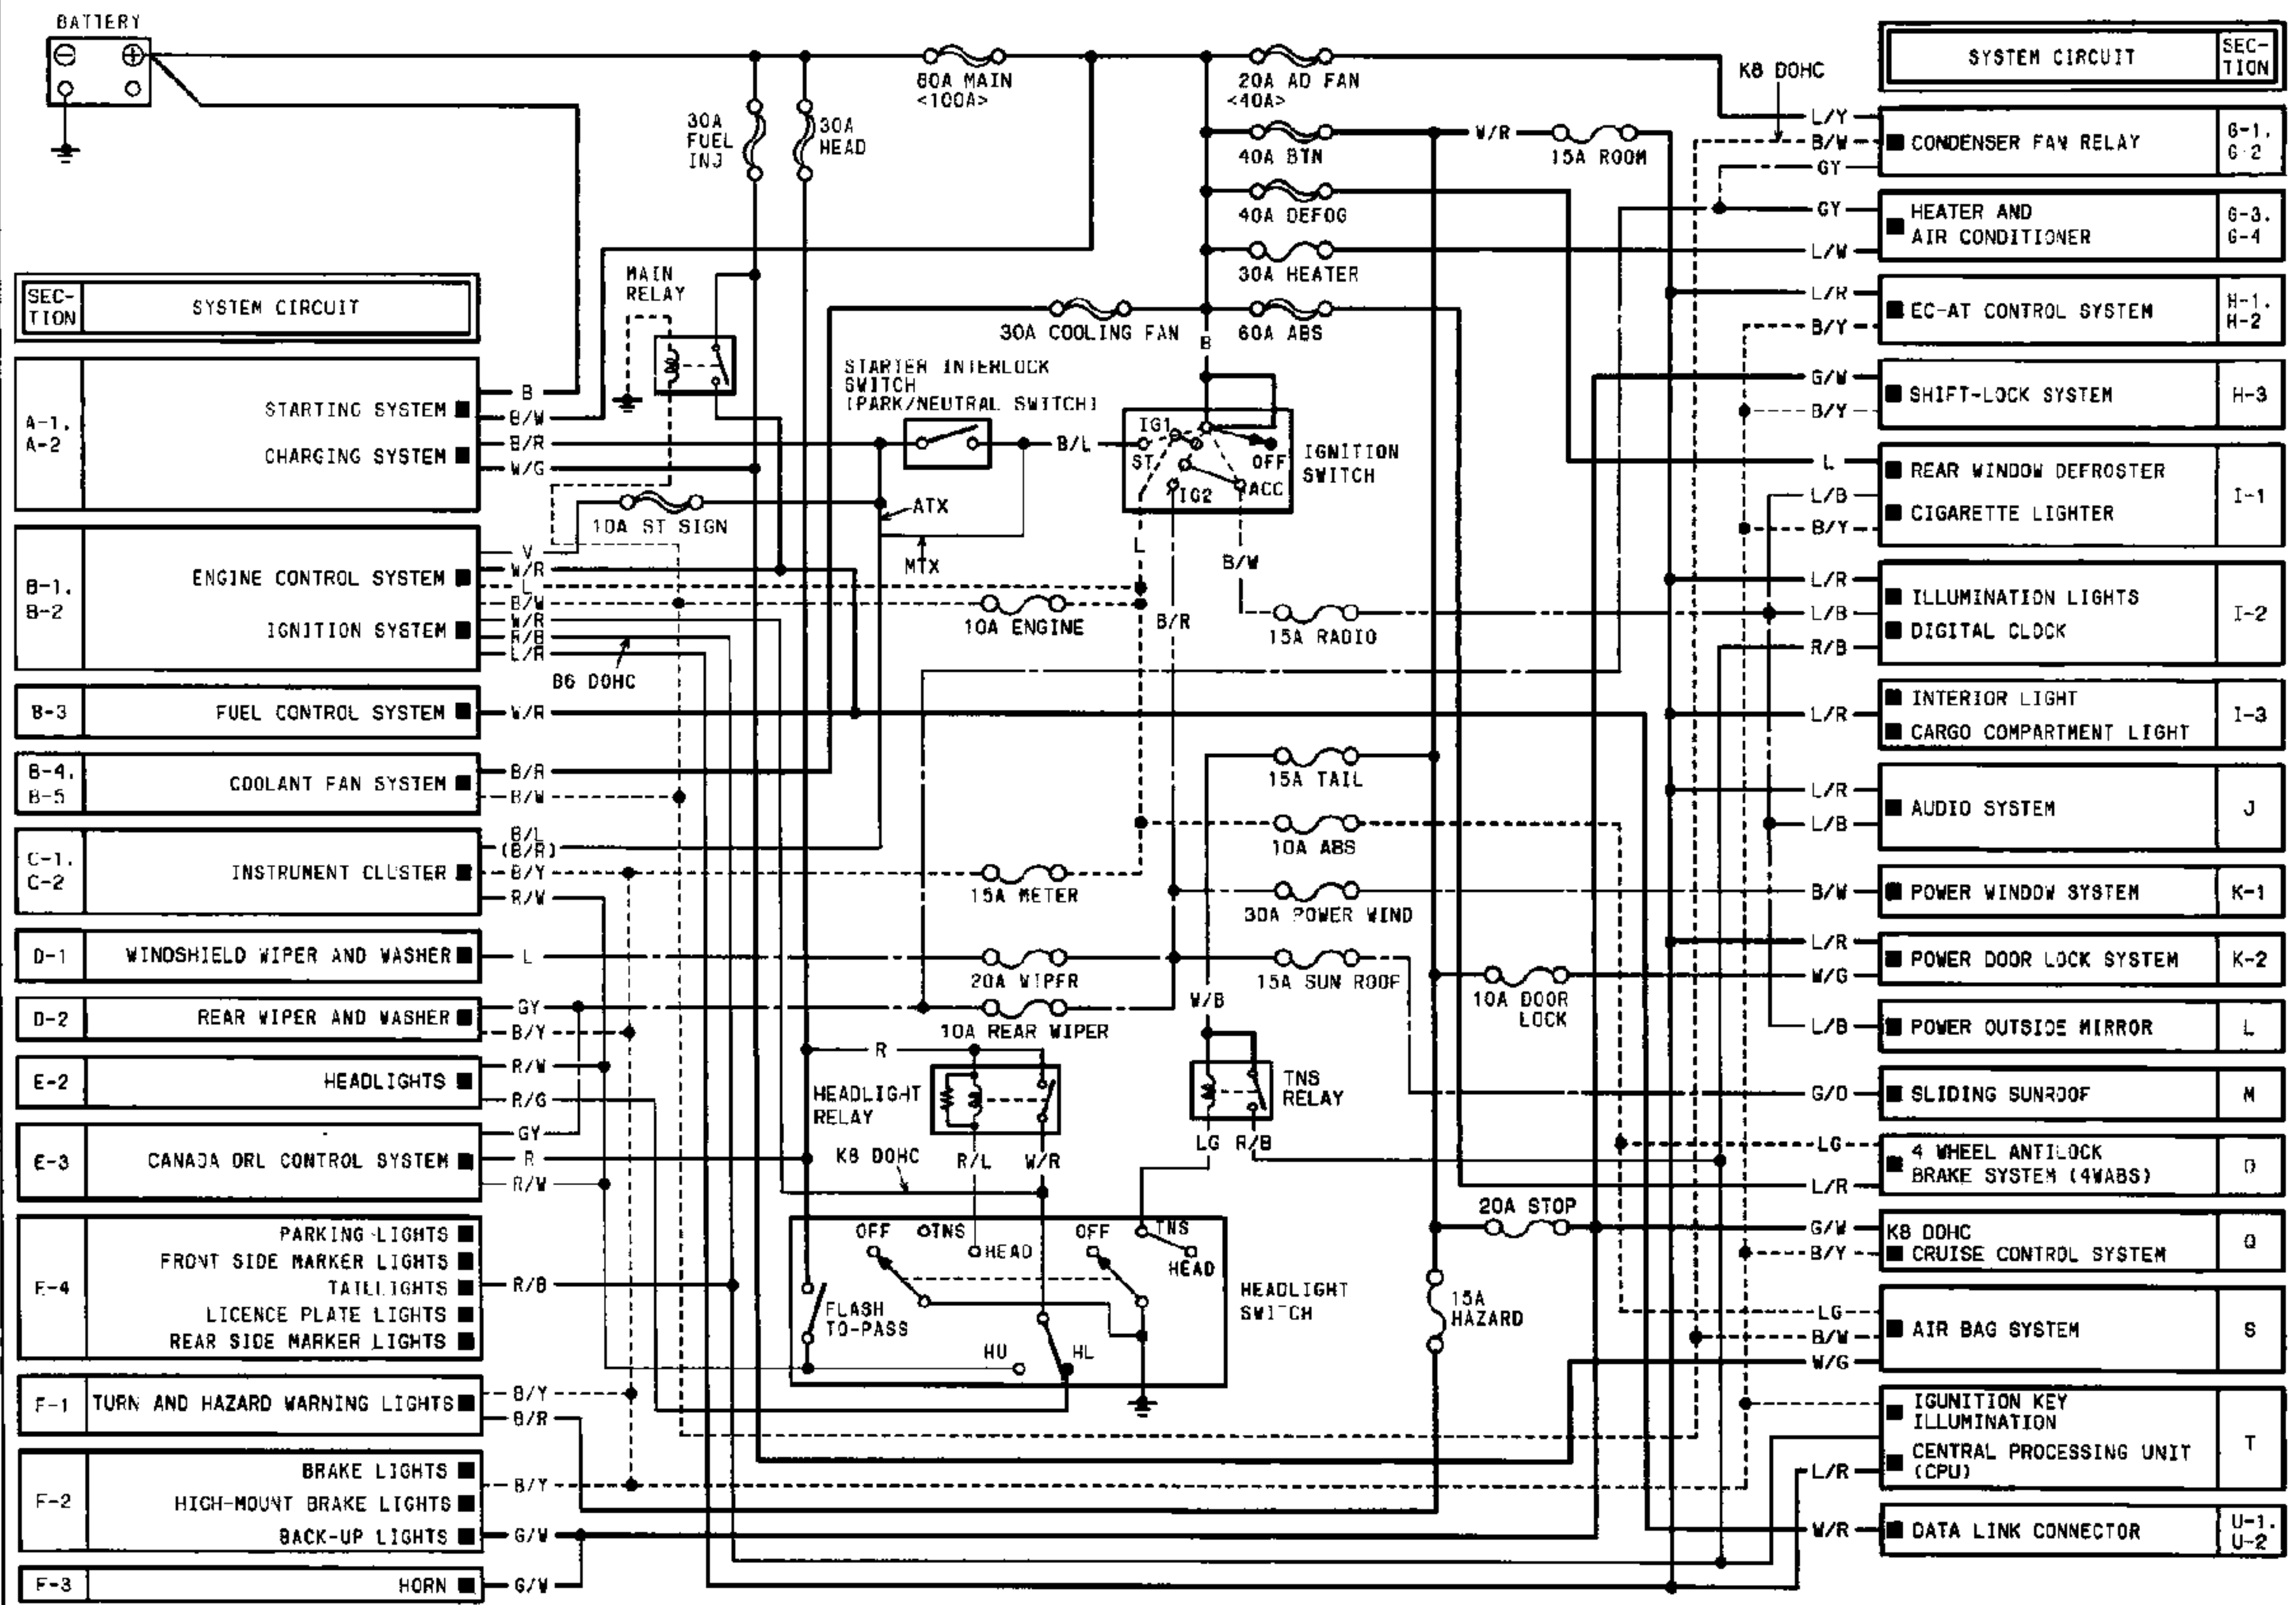 BATTERY
80A MAIN
<100A>
20A AD FAN
<40A>
K8 DOHC
SYSTEM CIRCUIT
SEC-
TION
30A
FUEL
INJ
30A
HEAD
40A BTN
W/R
15A ROOM
L/Y
B/W
GY
CONDENSER FAN RELAY
G-1.
G-2
40A DEFOG
GY
L/W
HEATER AND
AIR CONDITIONER
G-3.
G-4
30A HEATER
MAIN
RELAY
SEC-
TION
SYSTEM CIRCUIT
30A COOLING FAN
B
60A ABS
L/R
B/Y
EC-AT CONTROL SYSTEM
H-1.
H-2
STARTER INTERLOCK
SWITCH
(PARK/NEUTRAL SWITCH)
G/W
B/Y
SHIFT-LOCK SYSTEM
H-3
A-1.
A-2
STARTING SYSTEM
CHARGING SYSTEM
B
B/W
B/R
W/G
B/L
IG1
ST
OFF
IG2
ACC
IGNITION
SWITCH
L
L/B
B/Y
REAR WINDOW DEFROSTER
CIGARETTE LIGHTER
I-1
10A ST SIGN
ATX
MTX
L
B/W
B-1.
B-2
ENGINE CONTROL SYSTEM
IGNITION SYSTEM
V
W/R
L
B/W
W/R
R/B
L/R
B6 DOHC
10A ENGINE
B/R
15A RADIO
L/R
L/B
R/B
ILLUMINATION LIGHTS
DIGITAL CLOCK
I-2
B-3
FUEL CONTROL SYSTEM
W/R
L/R
INTERIOR LIGHT
CARGO COMPARTMENT LIGHT
I-3
B-4.
B-5
COOLANT FAN SYSTEM
B/R
B/W
15A TAIL
L/R
L/B
AUDIO SYSTEM
J
C-1.
C-2
INSTRUMENT CLUSTER
B/L
(B/R)
B/Y
R/W
15A METER
10A ABS
30A POWER WIND
B/W
POWER WINDOW SYSTEM
K-1
D-1
WINDSHIELD WIPER AND WASHER
L
20A WIPER
15A SUN ROOF
10A DOOR
LOCK
L/R
W/G
POWER DOOR LOCK SYSTEM
K-2
D-2
REAR WIPER AND WASHER
GY
B/Y
10A REAR WIPER
W/B
L/B
POWER OUTSIDE MIRROR
L
E-2
HEADLIGHTS
R/W
R/G
R
HEADLIGHT
RELAY
TNS
RELAY
G/O
SLIDING SUNROOF
M
E-3
CANADA DRL CONTROL SYSTEM
GY
R
R/W
K8 DOHC
R/L
W/R
LG
R/B
LG
L/R
4 WHEEL ANTILOCK
BRAKE SYSTEM (4WABS)
E-4
PARKING LIGHTS
FRONT SIDE MARKER LIGHTS
TAILLIGHTS
LICENCE PLATE LIGHTS
REAR SIDE MARKER LIGHTS
R/B
OFF
TNS
HEAD
OFF
TNS
HEAD
FLASH
TO-PASS
HU
HL
HEADLIGHT
SWITCH
20A STOP
15A
HAZARD
G/W
B/Y
K8 DOHC
CRUISE CONTROL SYSTEM
Q
LG
B/W
W/G
AIR BAG SYSTEM
S
F-1
TURN AND HAZARD WARNING LIGHTS
B/Y
B/R
IGUNITION KEY
ILLUMINATION
CENTRAL PROCESSING UNIT
(CPU)
L/R
T
F-2
BRAKE LIGHTS
HIGH-MOUNT BRAKE LIGHTS
BACK-UP LIGHTS
B/Y
G/W
W/R
DATA LINK CONNECTOR
U-1.
U-2
F-3
HORN
G/W